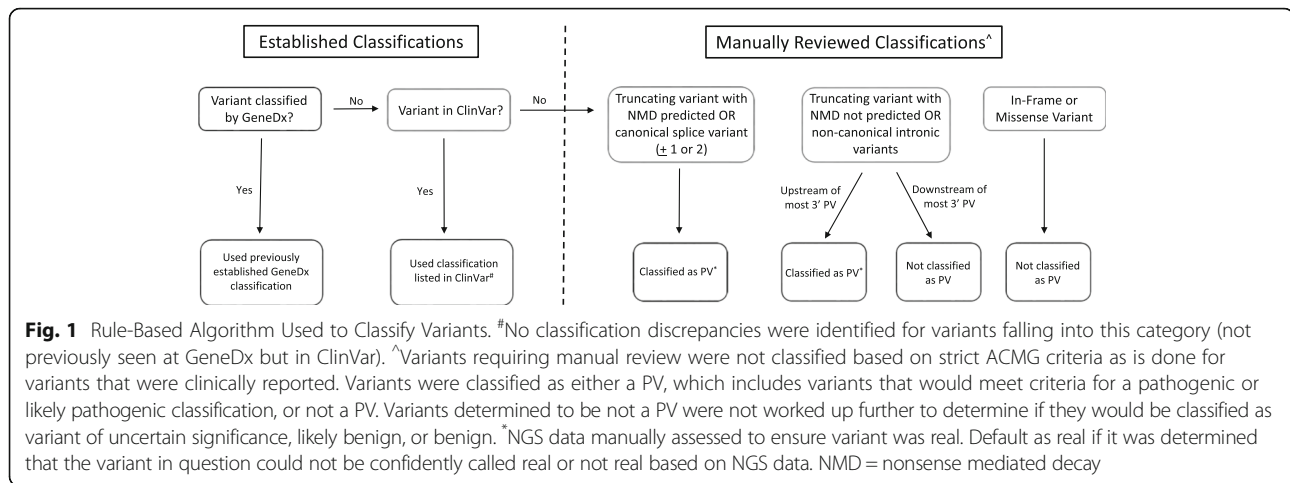 Established Classifications
Manually Reviewed Classifications^
Variant classified
by GeneDx?
No
Variant in ClinVar?
No
Truncating variant with
NMD predicted OR
canonical splice variant
(± 1 or 2)
Truncating variant with
NMD not predicted OR
non-canonical intronic
variants
In-Frame or
Missense Variant
Yes
Yes
Upstream of
most 3' PV
Downstream of
most 3' PV
Used previously
established GeneDx
classification
Used classification
listed in ClinVar#
Classified as PV*
Classified as PV*
Not classified
as PV
Not classified
as PV
Fig. 1 Rule-Based Algorithm Used to Classify Variants. #No classification discrepancies were identified for variants falling into this category (not
previously seen at GeneDx but in ClinVar). ^Variants requiring manual review were not classified based on strict ACMG criteria as is done for
variants that were clinically reported. Variants were classified as either a PV, which includes variants that would meet criteria for a pathogenic or
likely pathogenic classification, or not a PV. Variants determined to be not a PV were not worked up further to determine if they would be classified as
variant of uncertain significance, likely benign, or benign. *NGS data manually assessed to ensure variant was real. Default as real if it was determined
that the variant in question could not be confidently called real or not real based on NGS data. NMD = nonsense mediated decay